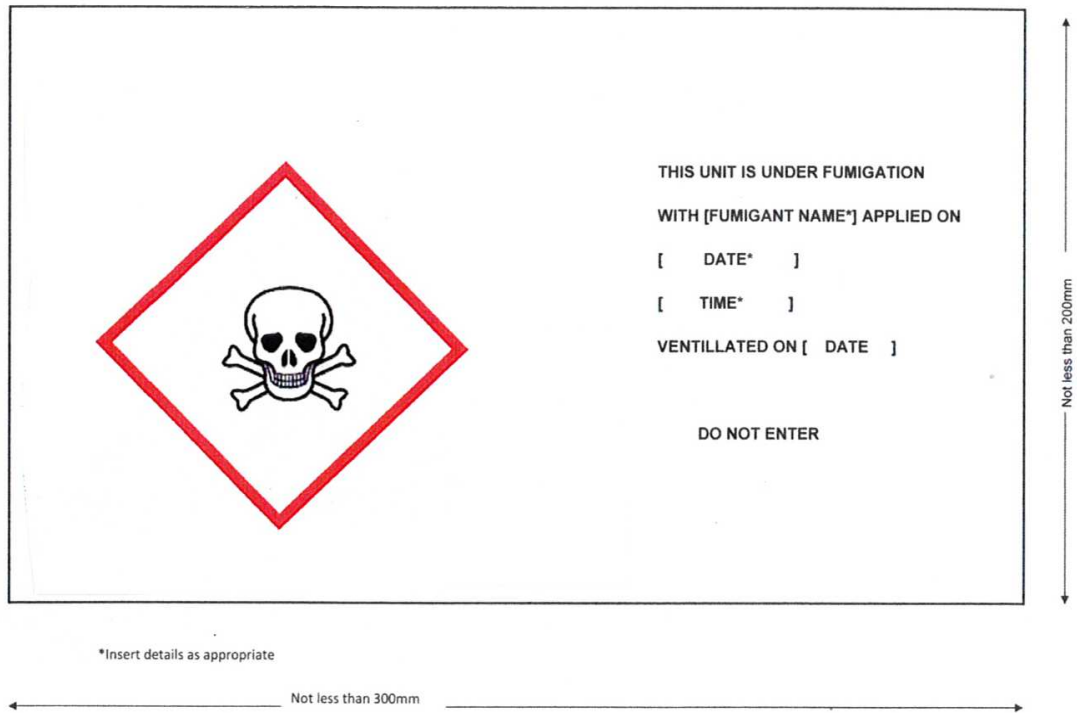 THIS UNIT IS UNDER FUMIGATION
WITH [FUMIGANT NAME*] APPLIED ON
[ DATE* ]
[ TIME* ]
VENTILLATED ON [ DATE ]
DO NOT ENTER
Not less than 200mm
*Insert details as appropriate
Not less than 300mm